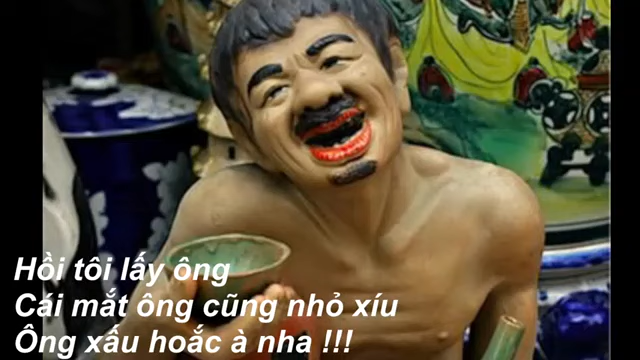 Hồi tôi lấy ông
Cái mắt ông cũng nhỏ xíu
Ông xấu hoắc à nha !!!